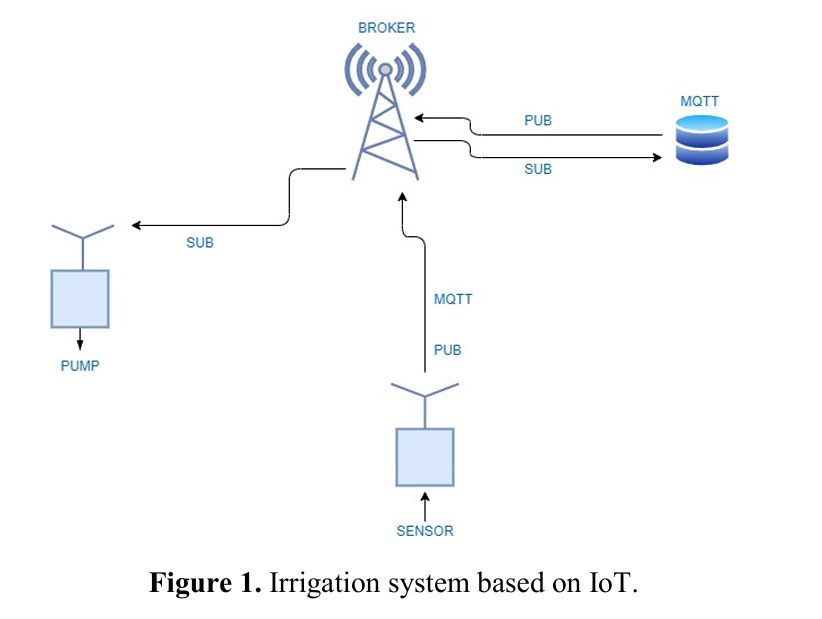 BROKER
MQTT
PUB
SUB
SUB
MQTT
PUB
PUMP
SENSOR
Figure 1. Irrigation system based on IoT.